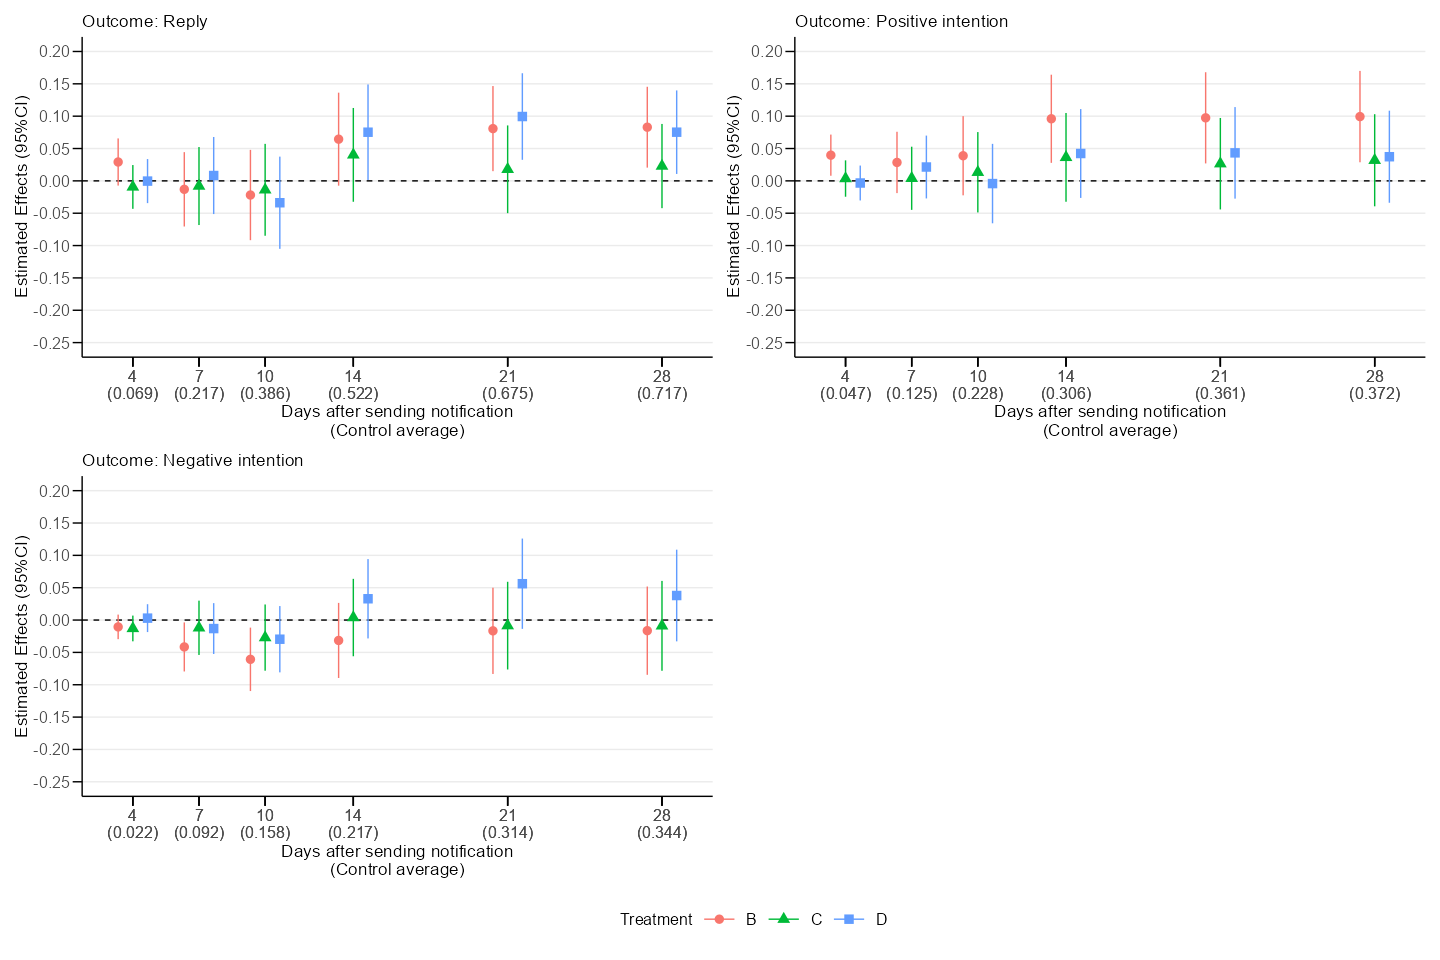 Outcome: Reply
Estimated Effects (95%CI)
0.20
0.15
0.10
0.05
0.00
-0.05
-0.10
-0.15
-0.20
-0.25
4 7 10 14 21 28
(0.069) (0.217) (0.386) (0.522) (0.675) (0.717)
Days after sending notification
(Control average)
Outcome: Positive intention
Estimated Effects (95%CI)
0.20
0.15
0.10
0.05
0.00
-0.05
-0.10
-0.15
-0.20
-0.25
4 7 10 14 21 28
(0.047) (0.125) (0.228) (0.306) (0.361) (0.372)
Days after sending notification
(Control average)
Outcome: Negative intention
Estimated Effects (95%CI)
0.20
0.15
0.10
0.05
0.00
-0.05
-0.10
-0.15
-0.20
-0.25
4 7 10 14 21 28
(0.022) (0.092) (0.158) (0.217) (0.314) (0.344)
Days after sending notification
(Control average)
Treatment B C D